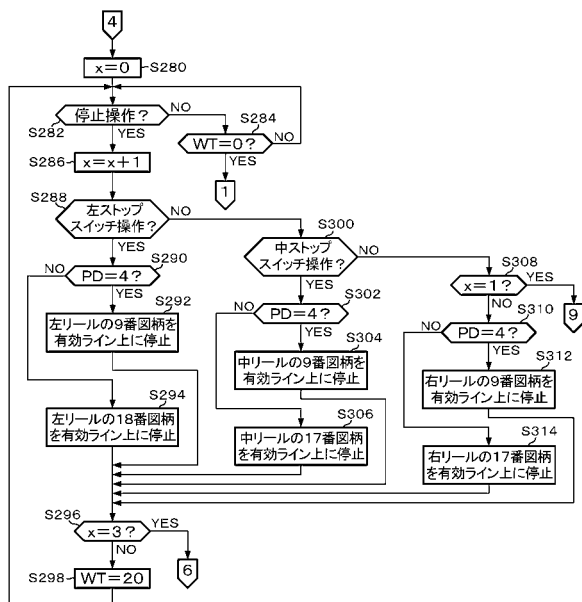 4
x=0
S280
停止操作?
NO
S282
YES
S284
WT=0?
NO
YES
1
S286
x=x+1
S288
左ストップ
スイッチ操作?
NO
YES
S290
PD=4?
NO
YES
S292
左リールの9番図柄を
有効ライン上に停止
S294
左リールの18番図柄
を有効ライン上に停止
S300
中ストップ
スイッチ操作?
NO
YES
S302
PD=4?
NO
YES
S304
中リールの9番図柄を
有効ライン上に停止
S306
中リールの17番図柄
を有効ライン上に停止
S308
x=1?
YES
NO
9
S310
PD=4?
NO
YES
S312
右リールの9番図柄を
有効ライン上に停止
S314
右リールの17番図柄
を有効ライン上に停止
S296
x=3?
YES
NO
6
S298
WT=20